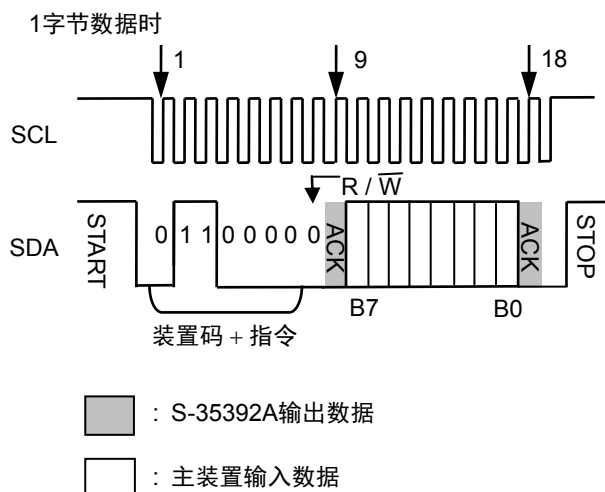 1字节数据时
1 9 18
SCL
R / W
SDA START 0 1 1 0 0 0 0 0 ACK ACK STOP
B7 B0
装置码 + 指令
: S-35392A输出数据
: 主装置输入数据